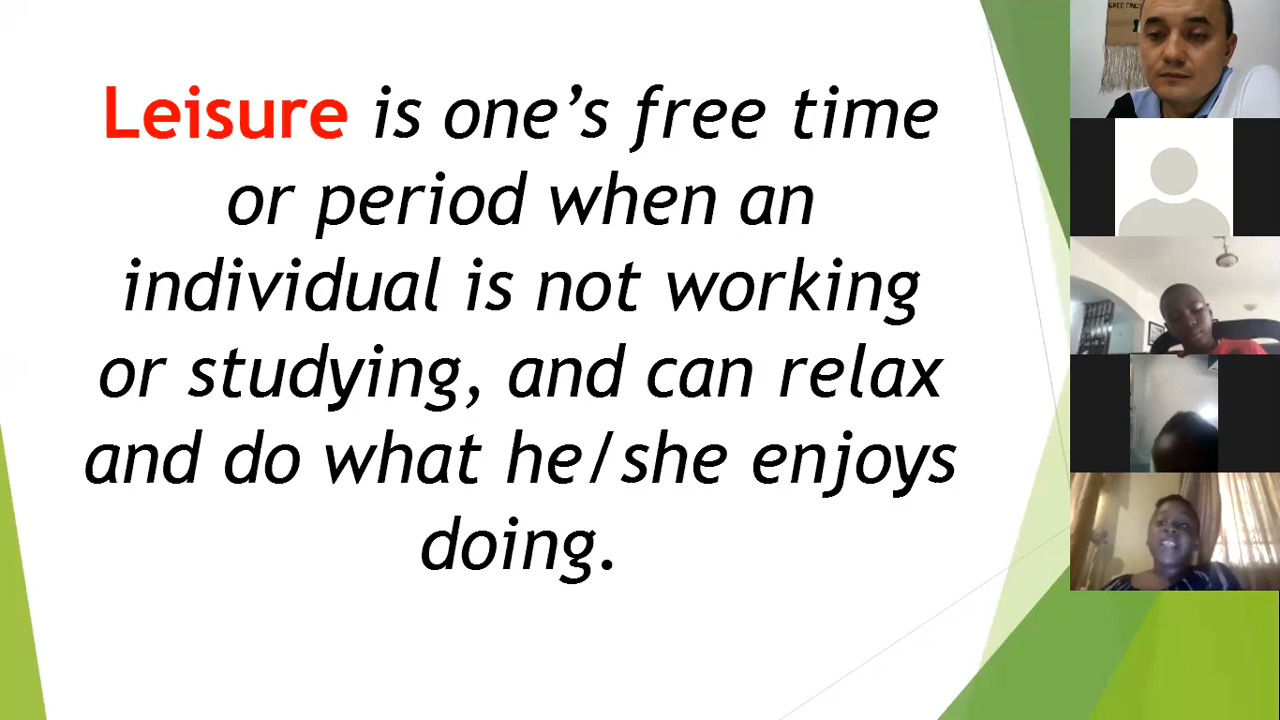 Leisure is one’s free time
or period when an
individual is not working
or studying, and can relax
and do what he/she enjoys
doing.